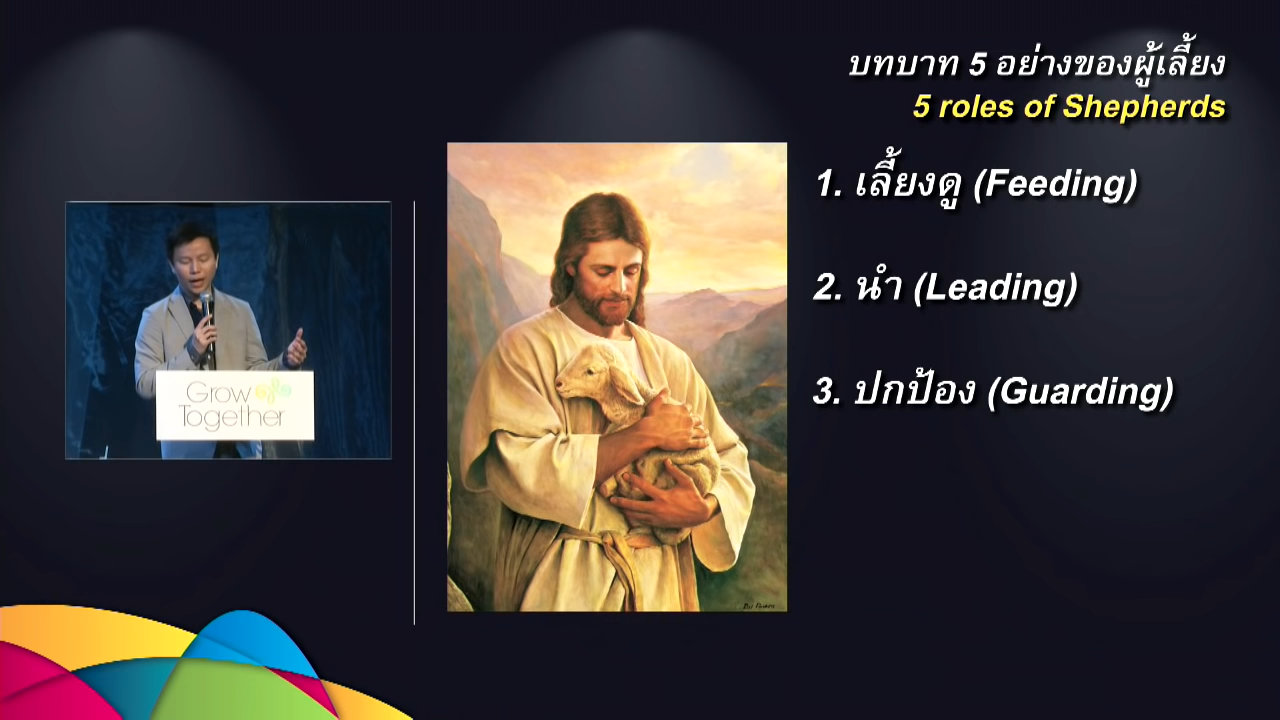 บทบาท 5 อย่างของผู้เลี้ยง
5 roles of Shepherds
1. เลี้ยงดู (Feeding)
2. นำ (Leading)
3. ปกป้อง (Guarding)
Grow
Together